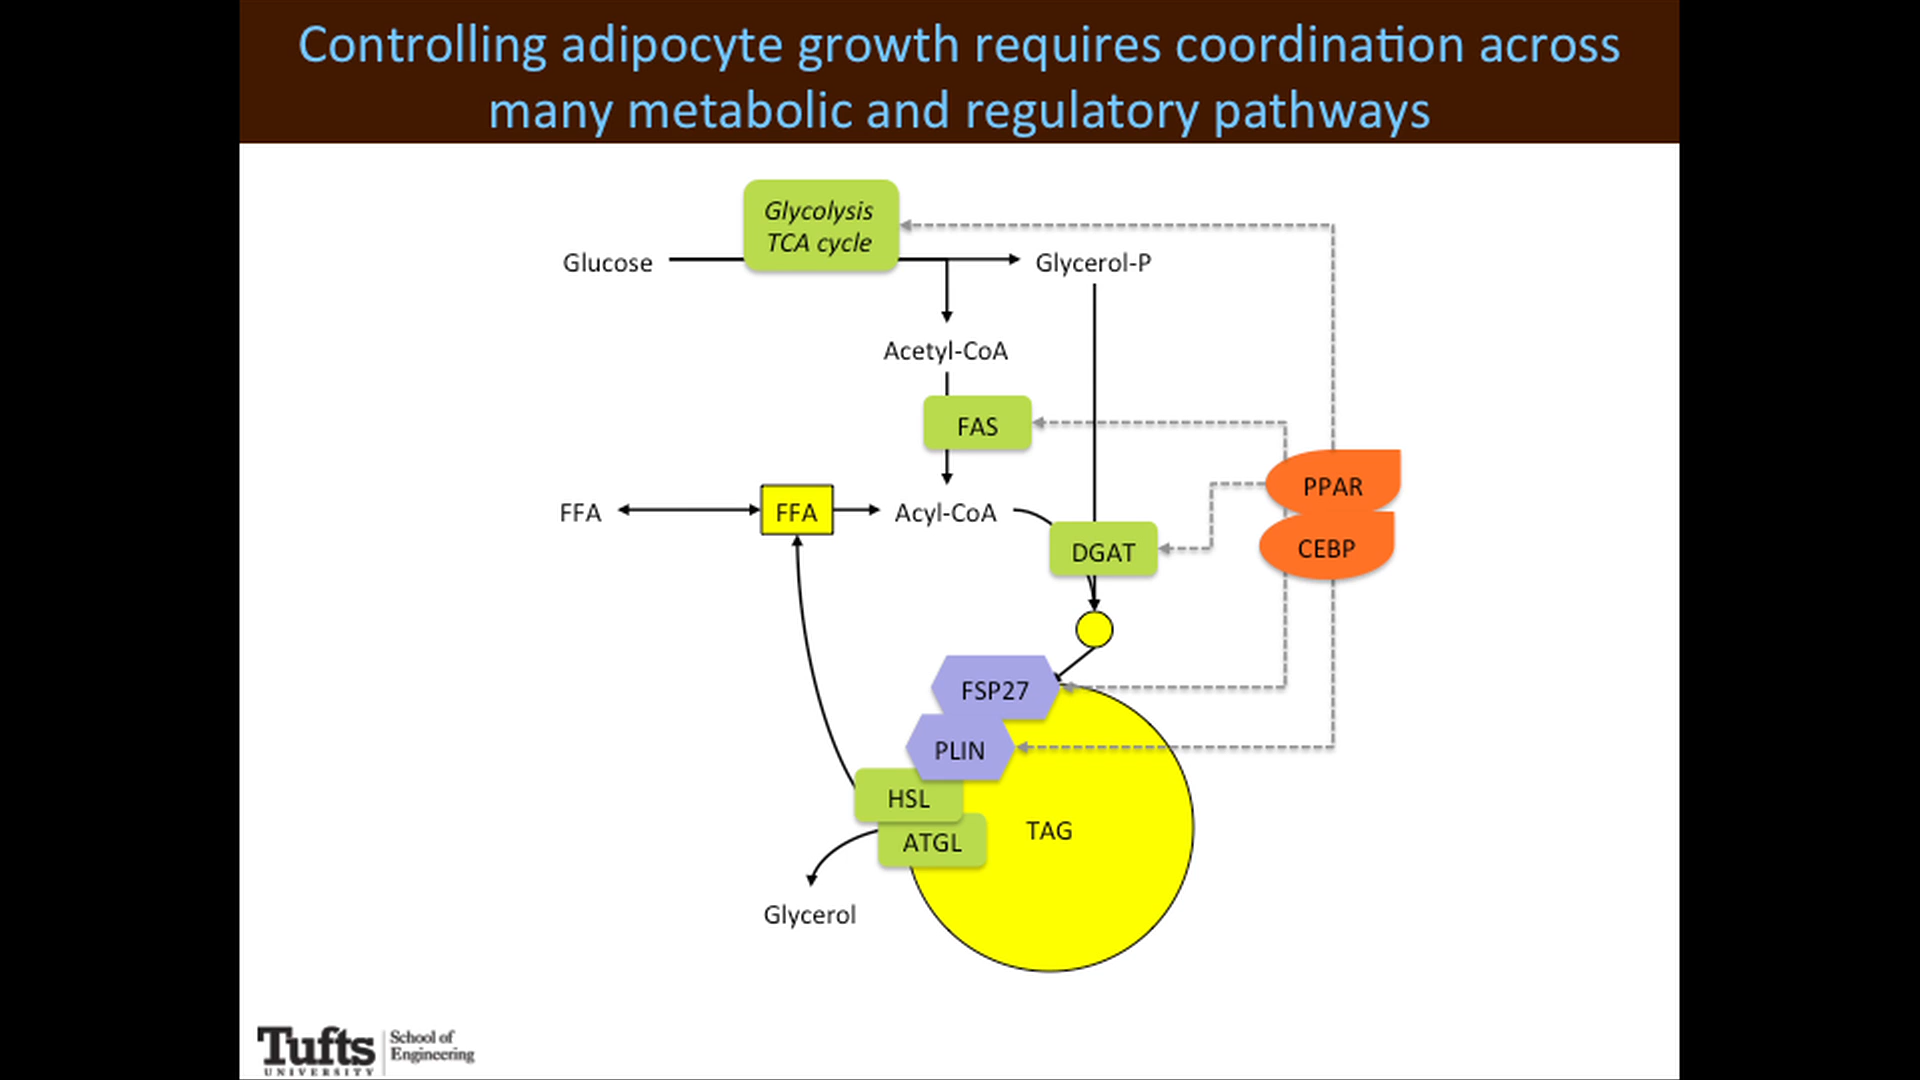 Controlling adipocyte growth requires coordination across
many metabolic and regulatory pathways
Glycolysis
TCA cycle
Glucose
Glycerol-P
Acetyl-CoA
FAS
PPAR
FFA
FFA
Acyl-CoA
DGAT
CEBP
FSP27
PLIN
HSL
TAG
ATGL
Glycerol
Tufts
UNIVERSITY
School of
Engineering